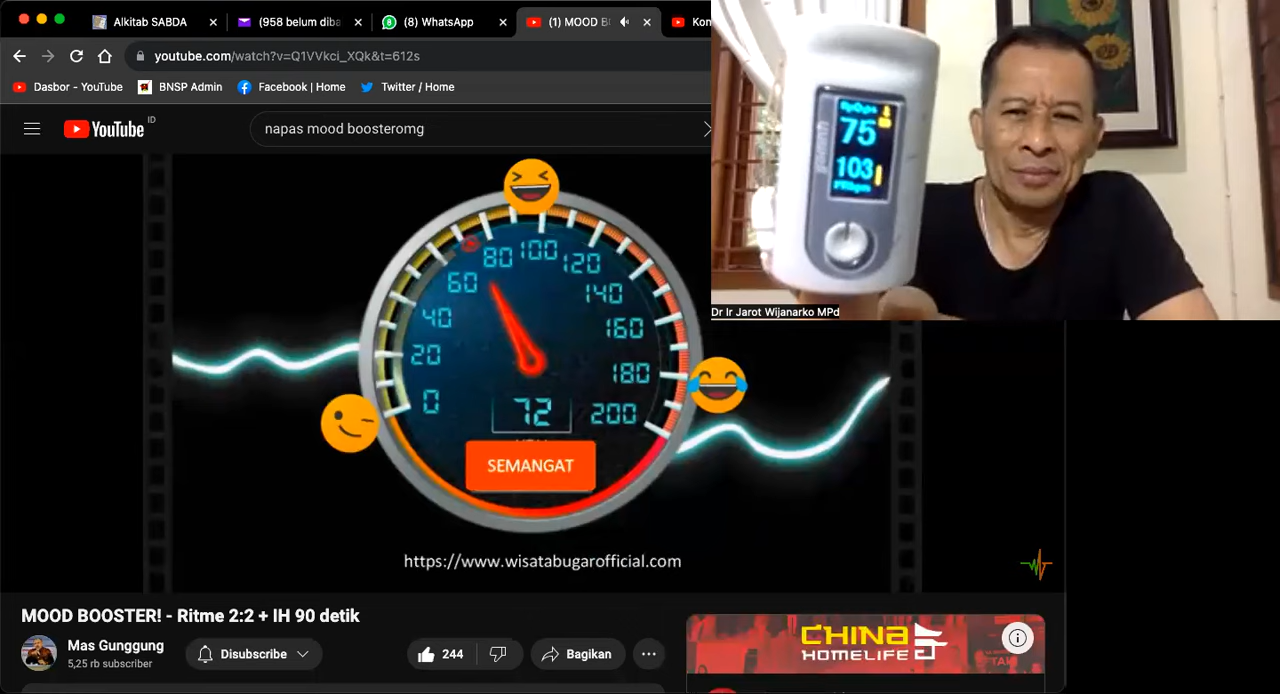 Alkitab SABDA
(958 belum diba
(8) WhatsApp
(1) MOOD B
Kon
youtube.com/watch?v=Q1VVkci_XQk&t=612s
Dasbor - YouTube
BNSP Admin
Facebook | Home
Twitter / Home
YouTube ID
napas mood boosteromg
75
103
Dr Ir Jarot Wijanarko MPd
0
20
40
60
80
100
120
140
160
180
200
72
SEMANGAT
https://www.wisatabugarofficial.com
MOOD BOOSTER! - Ritme 2:2 + IH 90 detik
Mas Gunggung
5,25 rb subscriber
Disubscribe
244
Bagikan
CHINA
HOMELIFE